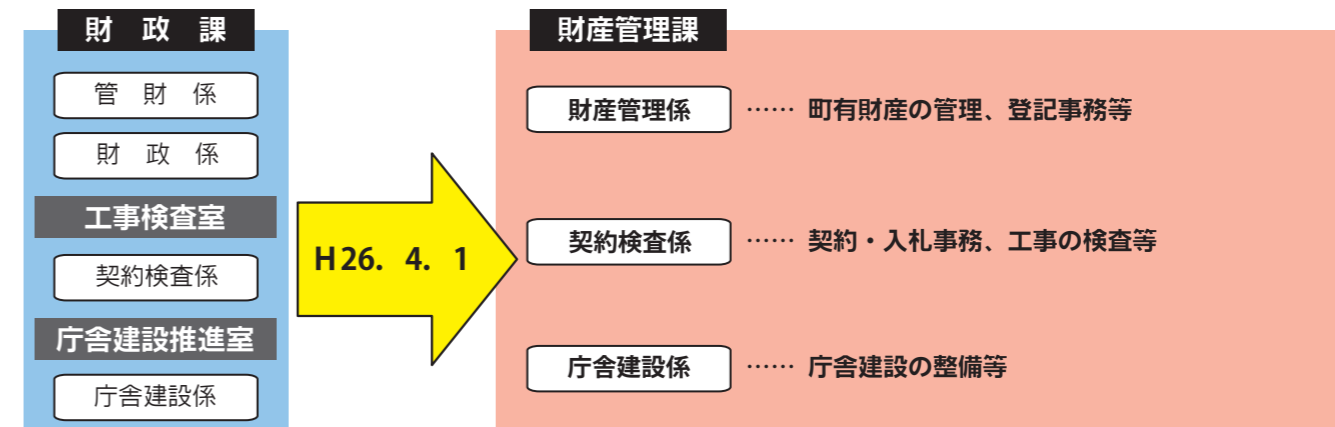 財 政 課
管 財 係
財 政 係
工事検査室
契約検査係
庁舎建設推進室
庁舎建設係
H26. 4. 1
財産管理課
財産管理係 …… 町有財産の管理、登記事務等
契約検査係 …… 契約・入札事務、工事の検査等
庁舎建設係 …… 庁舎建設の整備等